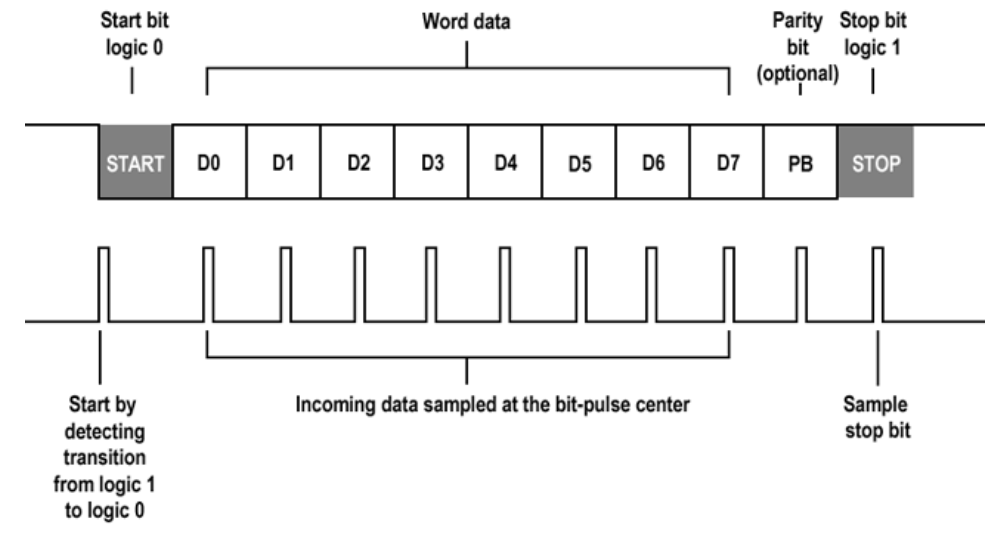 Start bit
logic 0
Word data
Parity
bit
(optional)
Stop bit
logic 1
START
D0
D1
D2
D3
D4
D5
D6
D7
PB
STOP
Start by
detecting
transition
from logic 1
to logic 0
Incoming data sampled at the bit-pulse center
Sample
stop bit